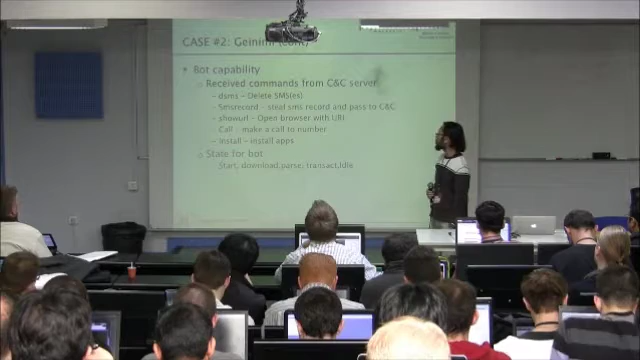 CASE #2: Geinimi (cont)
Bot capability
Received commands from C&C server
dsms – Delete SMS(es)
Smsrecord – steal sms record and pass to C&C
showurl – Open browser with URI
Call – make a call to number
Install – install apps
State for bot
Start, download,parse, transact,Idle